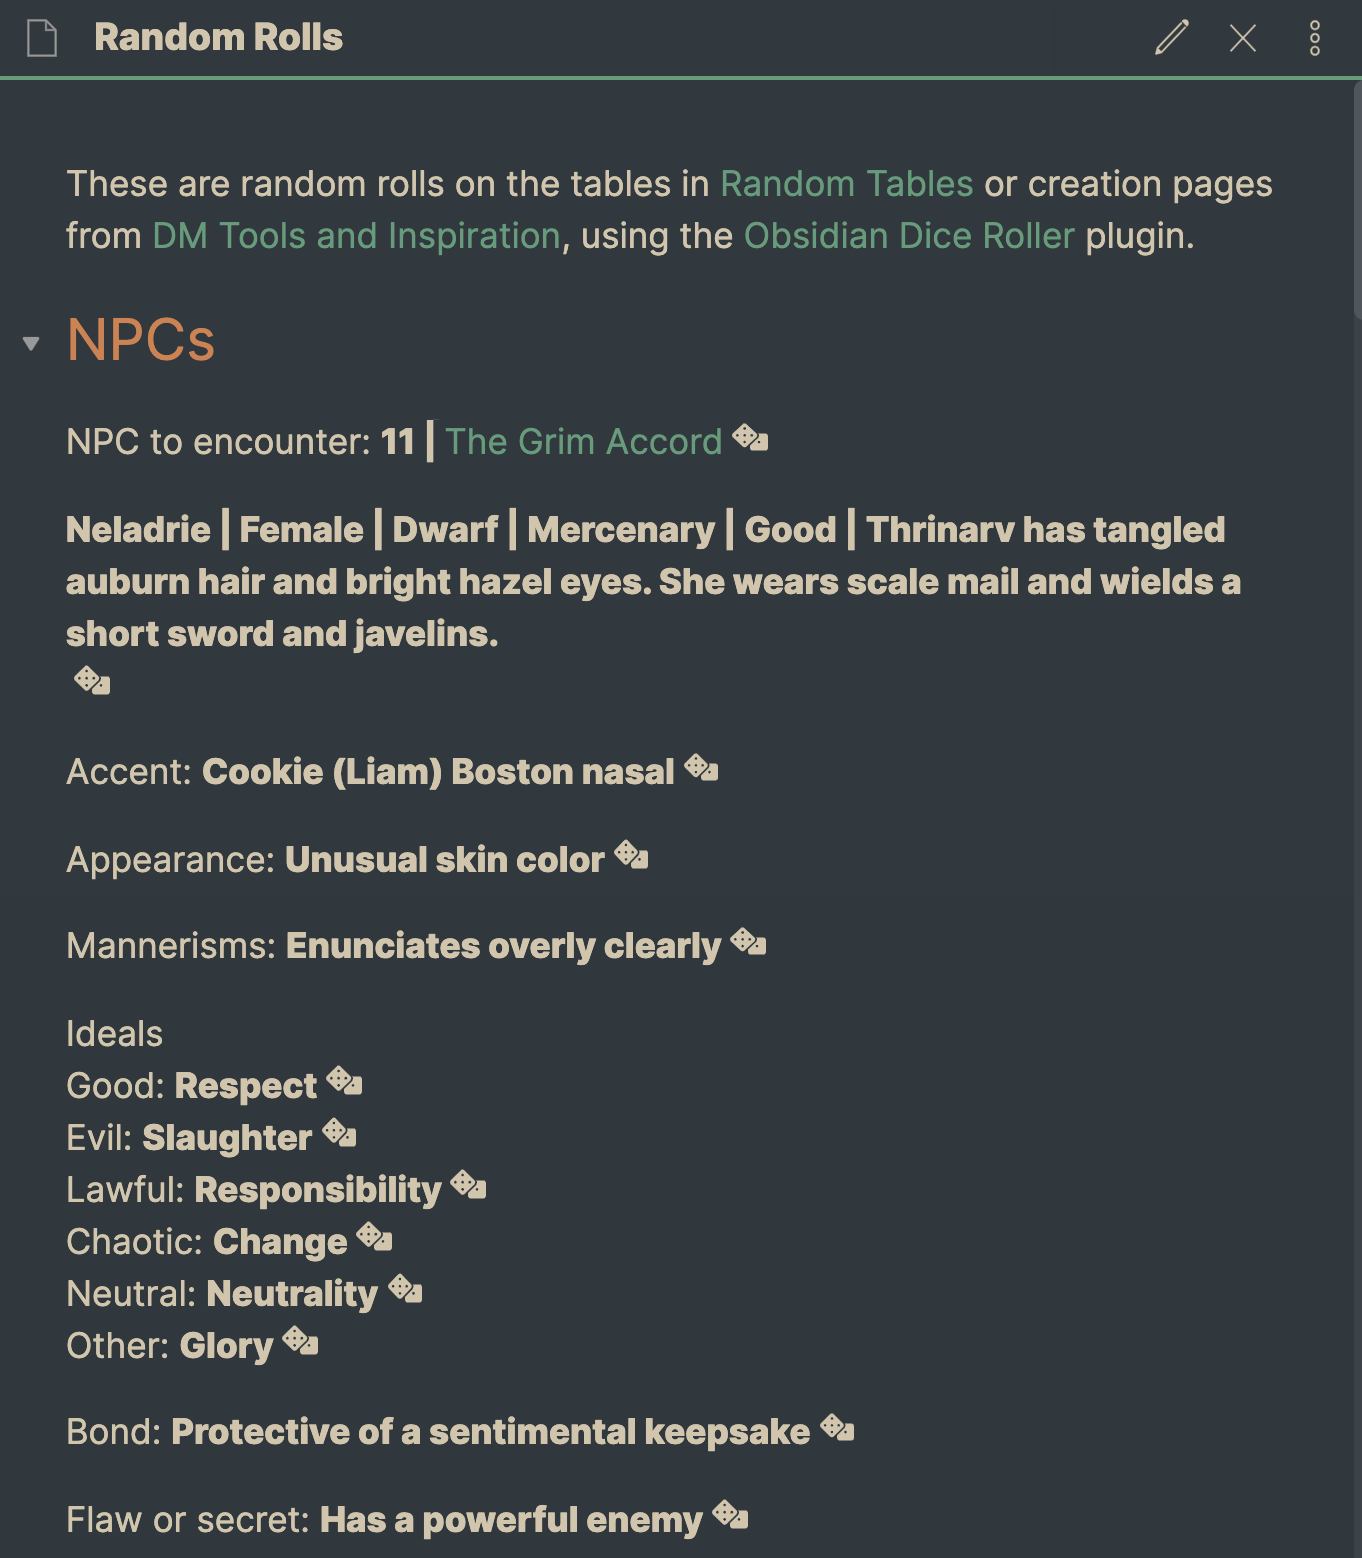 Random Rolls
These are random rolls on the tables in Random Tables or creation pages
from DM Tools and Inspiration, using the Obsidian Dice Roller plugin.
NPCs
NPC to encounter: 11 | The Grim Accord
Neladrie | Female | Dwarf | Mercenary | Good | Thrinarv has tangled
auburn hair and bright hazel eyes. She wears scale mail and wields a
short sword and javelins.
Accent: Cookie (Liam) Boston nasal
Appearance: Unusual skin color
Mannerisms: Enunciates overly clearly
Ideals
Good: Respect
Evil: Slaughter
Lawful: Responsibility
Chaotic: Change
Neutral: Neutrality
Other: Glory
Bond: Protective of a sentimental keepsake
Flaw or secret: Has a powerful enemy